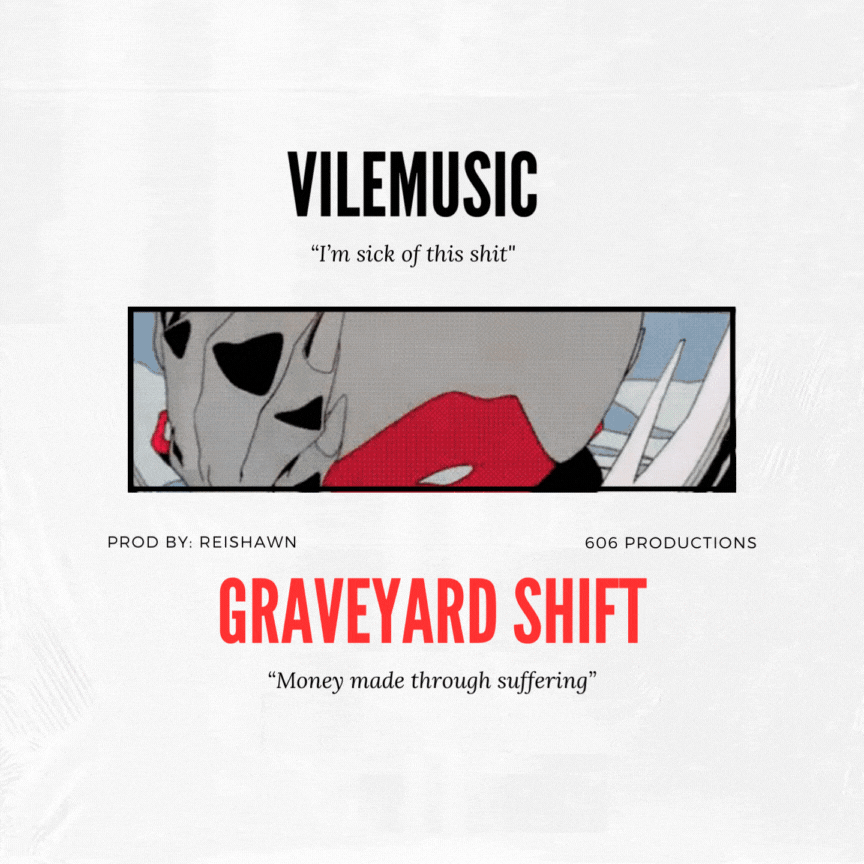 VILEMUSIC
“I’m sick of this shit"
PROD BY: REISHAWN
606 PRODUCTIONS
GRAVEYARD SHIFT
“Money made through suffering”